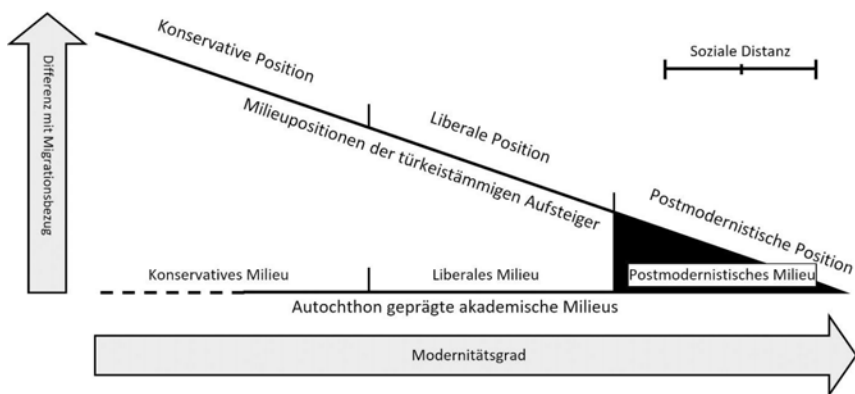 Differenz mit Migrationsbezug
Konservative Position
Soziale Distanz
Milieupositionen der türkeistämmigen Aufsteiger
Liberale Position
Postmodernistische Position
Konservatives Milieu
Liberales Milieu
Postmodernistisches Milieu
Autochthon geprägte akademische Milieus
Modernitätsgrad